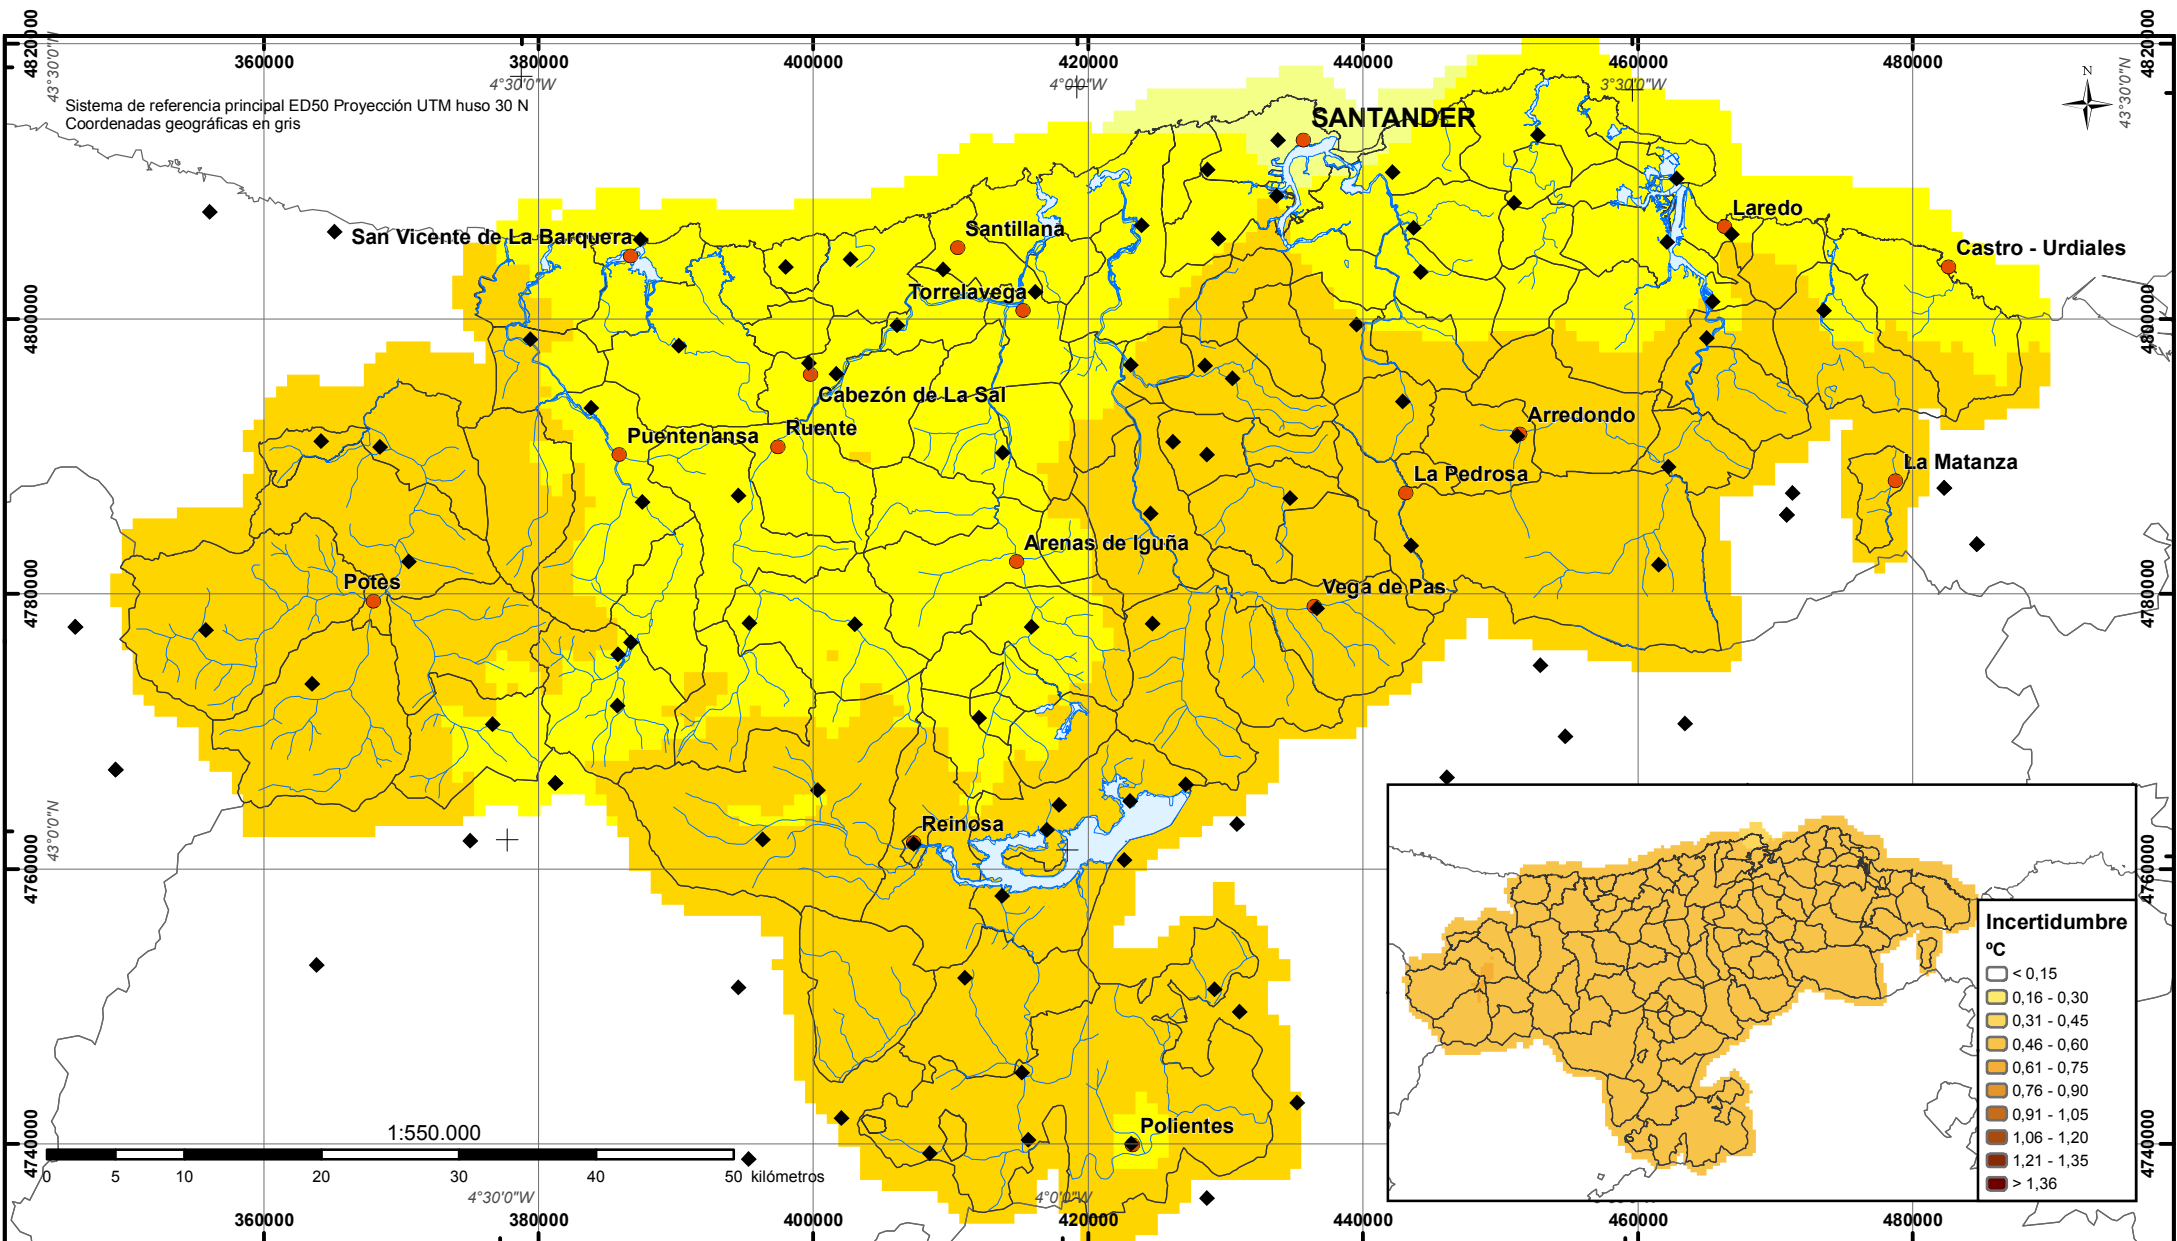 360000 380000 400000 420000 440000 460000 480000
4°30'0"W 4°0'0"W 3°30'0"W
4820000
43°30'0"N
4820000
43°30'0"N
N
Sistema de referencia principal ED50 Proyección UTM huso 30 N
Coordenadas geográficas en gris
SANTANDER
Laredo
San Vicente de La Barquera
Santillana
Castro - Urdiales
Torrelavega
4800000
4800000
Cabezón de La Sal
Arredondo
Puentenansa
Ruente
La Matanza
La Pedrosa
Arenas de Iguña
Potes
Vega de Pas
4780000
4780000
Reinosa
43°0'0"N
4760000
4760000
Incertidumbre
ºC
< 0,15
0,16 - 0,30
0,31 - 0,45
0,46 - 0,60
0,61 - 0,75
0,76 - 0,90
0,91 - 1,05
1,06 - 1,20
1,21 - 1,35
> 1,36
Polientes
1:550.000
4740000
4740000
0 5 10 20 30 40 50 kilómetros
4°30'0"W 4°0'0"W
360000 380000 400000 420000 440000 460000 480000